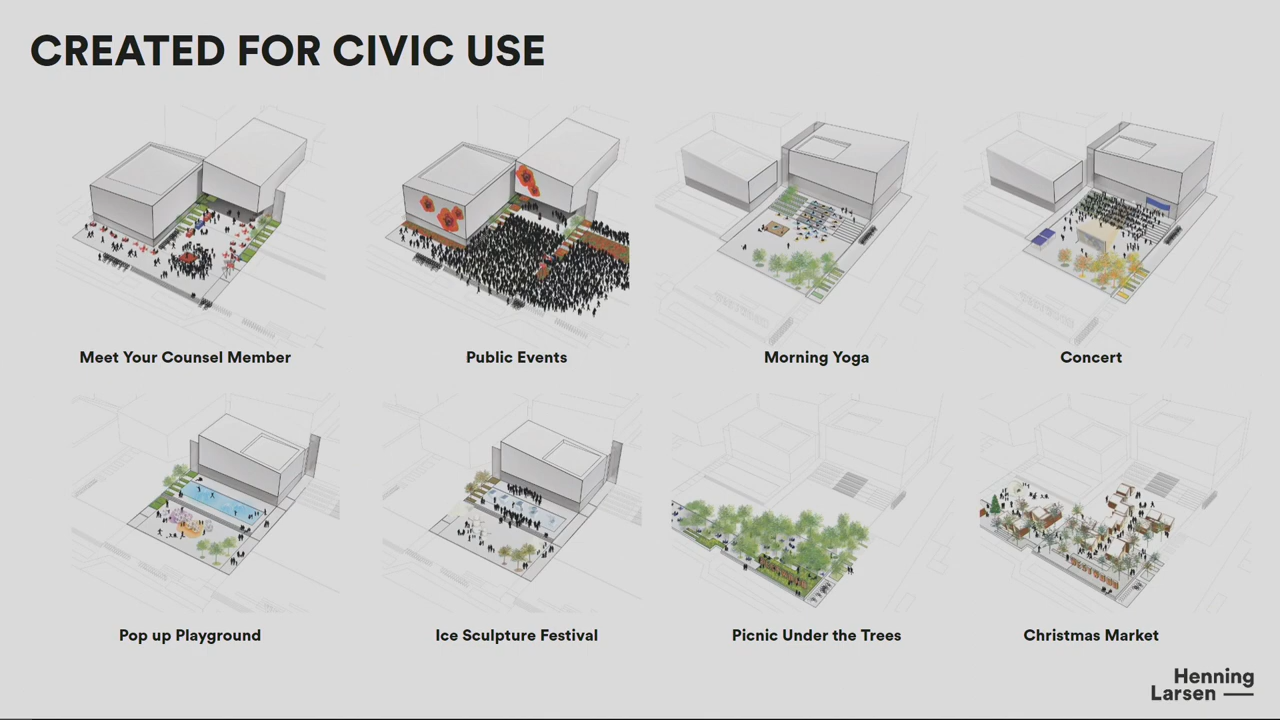 CREATED FOR CIVIC USE
Meet Your Counsel Member
Public Events
Morning Yoga
Concert
Pop up Playground
Ice Sculpture Festival
Picnic Under the Trees
Christmas Market
Henning
Larsen